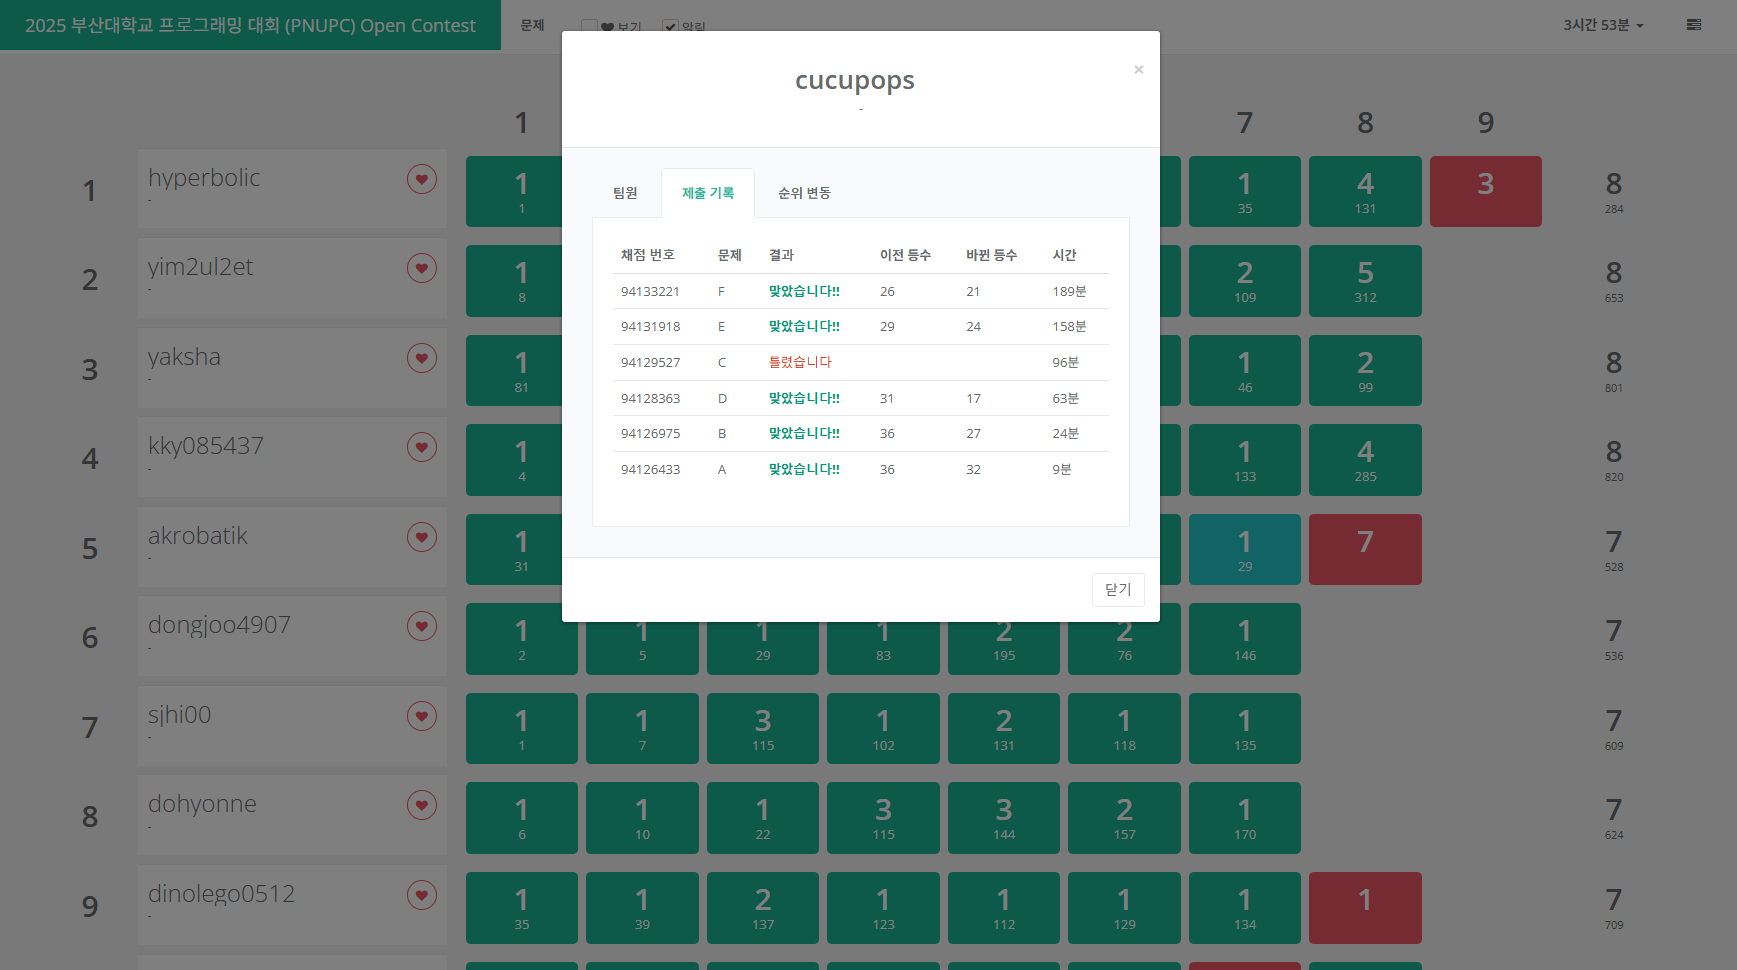 2025 부산대학교 프로그래밍 대회 (PNUPC) Open Contest 문제 보기 알림 3시간 53분
cucupops
×
-
팀원 제출 기록 순위 변동
채점 번호 문제 결과 이전 등수 바뀐 등수 시간
94133221 F 맞았습니다!! 26 21 189분
94131918 E 맞았습니다!! 29 24 158분
94129527 C 틀렸습니다 96분
94128363 D 맞았습니다!! 31 17 63분
94126975 B 맞았습니다!! 36 27 24분
94126433 A 맞았습니다!! 36 32 9분
닫기
1 7 8 9
1 hyperbolic 1 1 4 3 8
- 1 35 131 284
2 yim2ul2et 1 2 5 8
- 8 109 312 653
3 yaksha 1 1 2 8
- 81 46 99 801
4 kky085437 1 1 4 8
- 4 133 285 820
5 akrobatik 1 1 7 7
- 31 29 528
6 dongjoo4907 1 1 1 1 2 2 1 7
- 2 5 29 83 195 76 146 536
7 sjhi00 1 1 3 1 2 1 1 7
- 1 7 115 102 131 118 135 609
8 dohyonne 1 1 1 3 3 2 1 7
- 6 10 22 115 144 157 170 624
9 dinolego0512 1 1 2 1 1 1 1 1 7
- 35 39 137 123 112 129 134 709